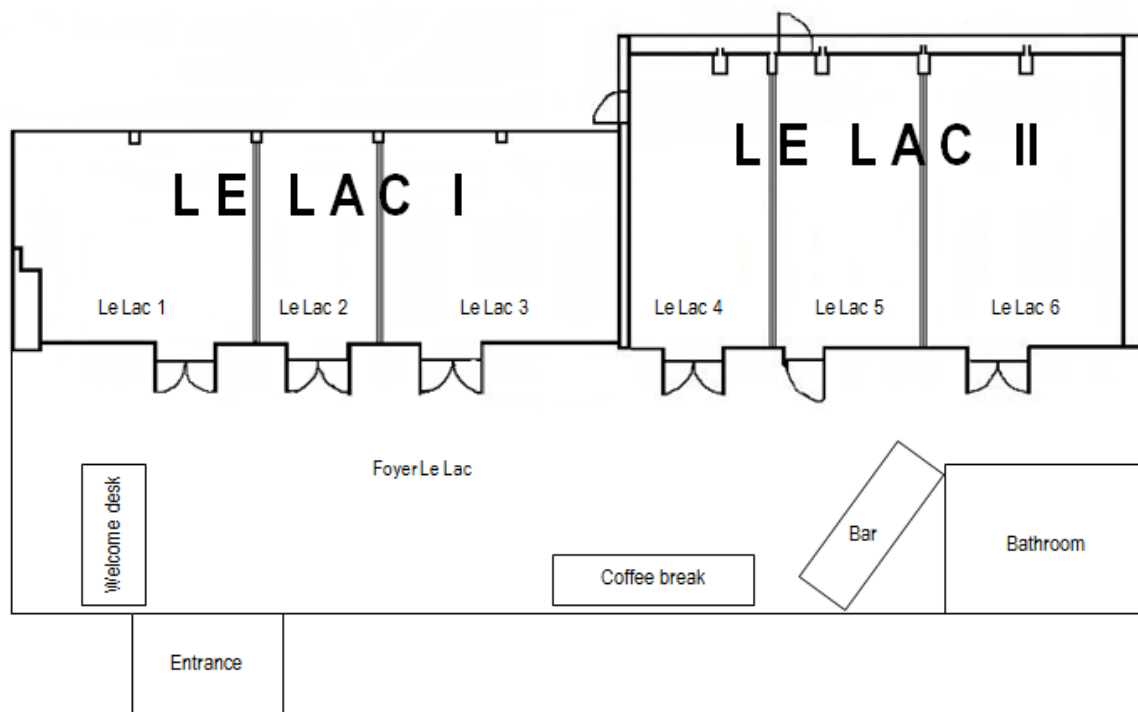 LE LAC II
LE LAC I
Le Lac 1
Le Lac 2
Le Lac 3
Le Lac 4
Le Lac 5
Le Lac 6
Foyer Le Lac
Welcome desk
Bar
Bathroom
Coffee break
Entrance